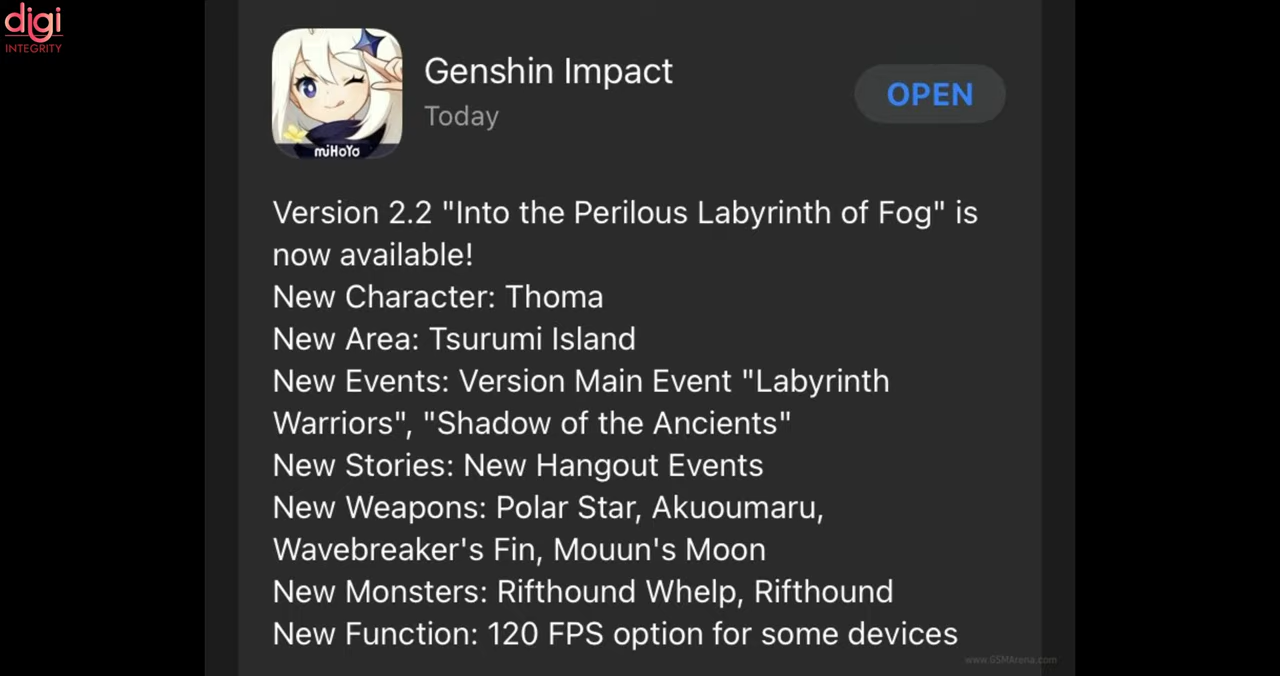 digi
INTEGRITY
Genshin Impact
Today
OPEN
miHoYo
Version 2.2 "Into the Perilous Labyrinth of Fog" is
now available!
New Character: Thoma
New Area: Tsurumi Island
New Events: Version Main Event "Labyrinth
Warriors", "Shadow of the Ancients"
New Stories: New Hangout Events
New Weapons: Polar Star, Akuoumaru,
Wavebreaker's Fin, Mouun's Moon
New Monsters: Rifthound Whelp, Rifthound
New Function: 120 FPS option for some devices
www.GSMArena.com